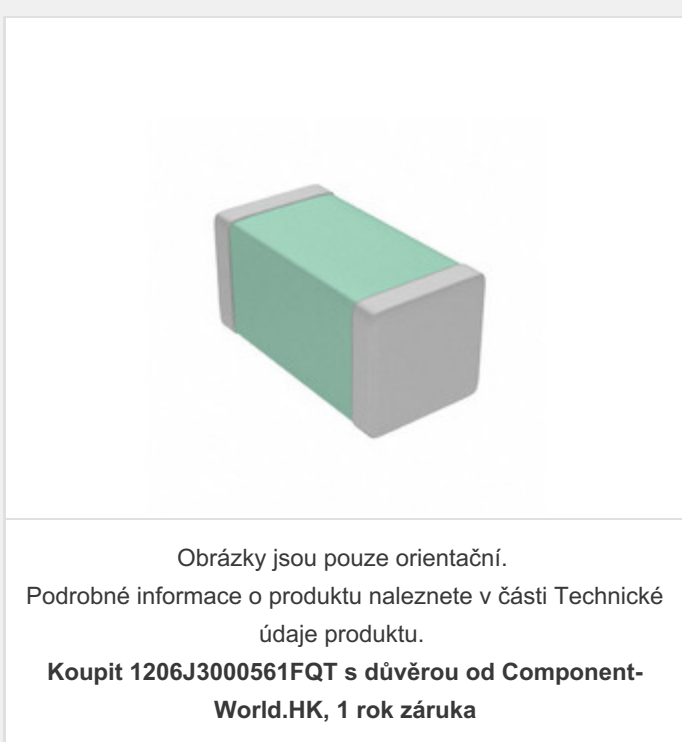 Obrázky jsou pouze orientační.
Podrobné informace o produktu naleznete v části Technické
údaje produktu.
Koupit 1206J3000561FQT s důvěrou od Component-
World.HK, 1 rok záruka